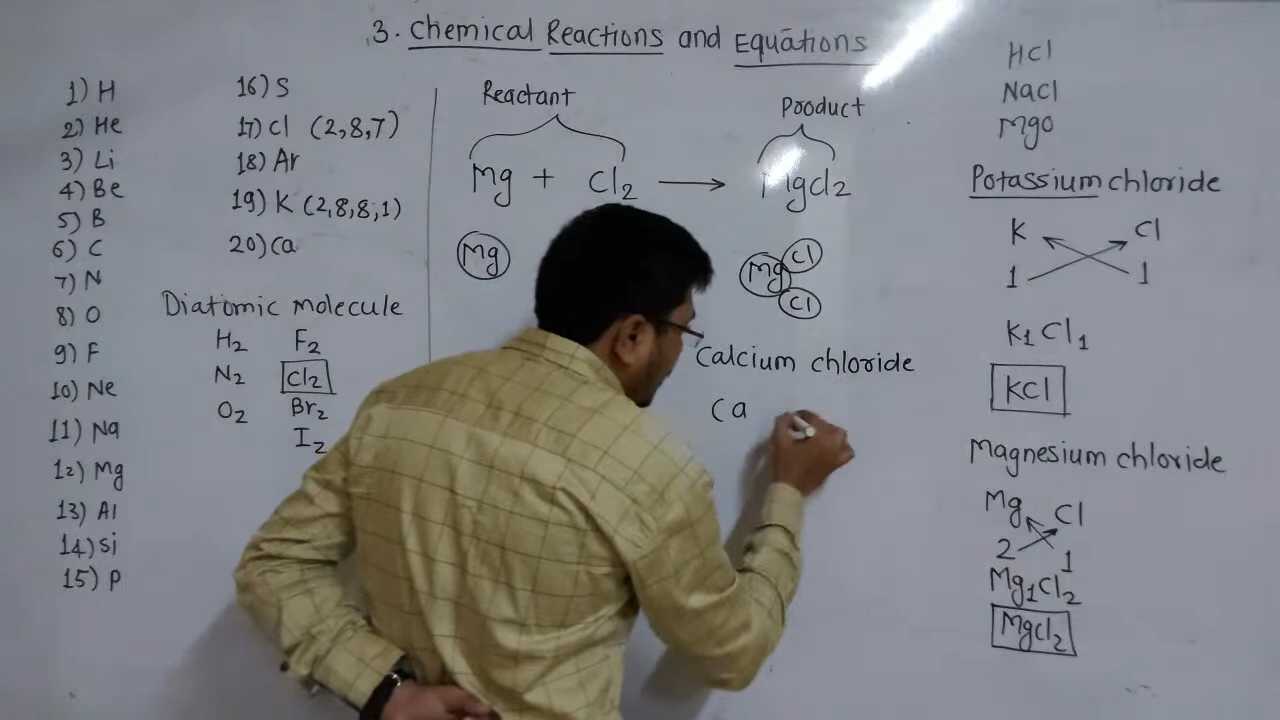 3. Chemical Reactions and Equations
1) H
2) He
3) Li
4) Be
5) B
6) C
7) N
8) O
9) F
10) Ne
11) Na
12) Mg
13) Al
14) Si
15) P
16) S
17) Cl (2,8,7)
18) Ar
19) K (2,8,8,1)
20) Ca
Diatomic molecule
H₂ F₂
N₂ Cl₂
O₂ Br₂
I₂
Reactant Product
Mg + Cl₂ → MgCl₂
Mg
Mg Cl
Cl
Calcium chloride
Ca
HCl
NaCl
MgO
Potassium chloride
K Cl
1 1
K₁Cl₁
KCl
Magnesium chloride
Mg Cl
2 1
Mg₁Cl₂
MgCl₂